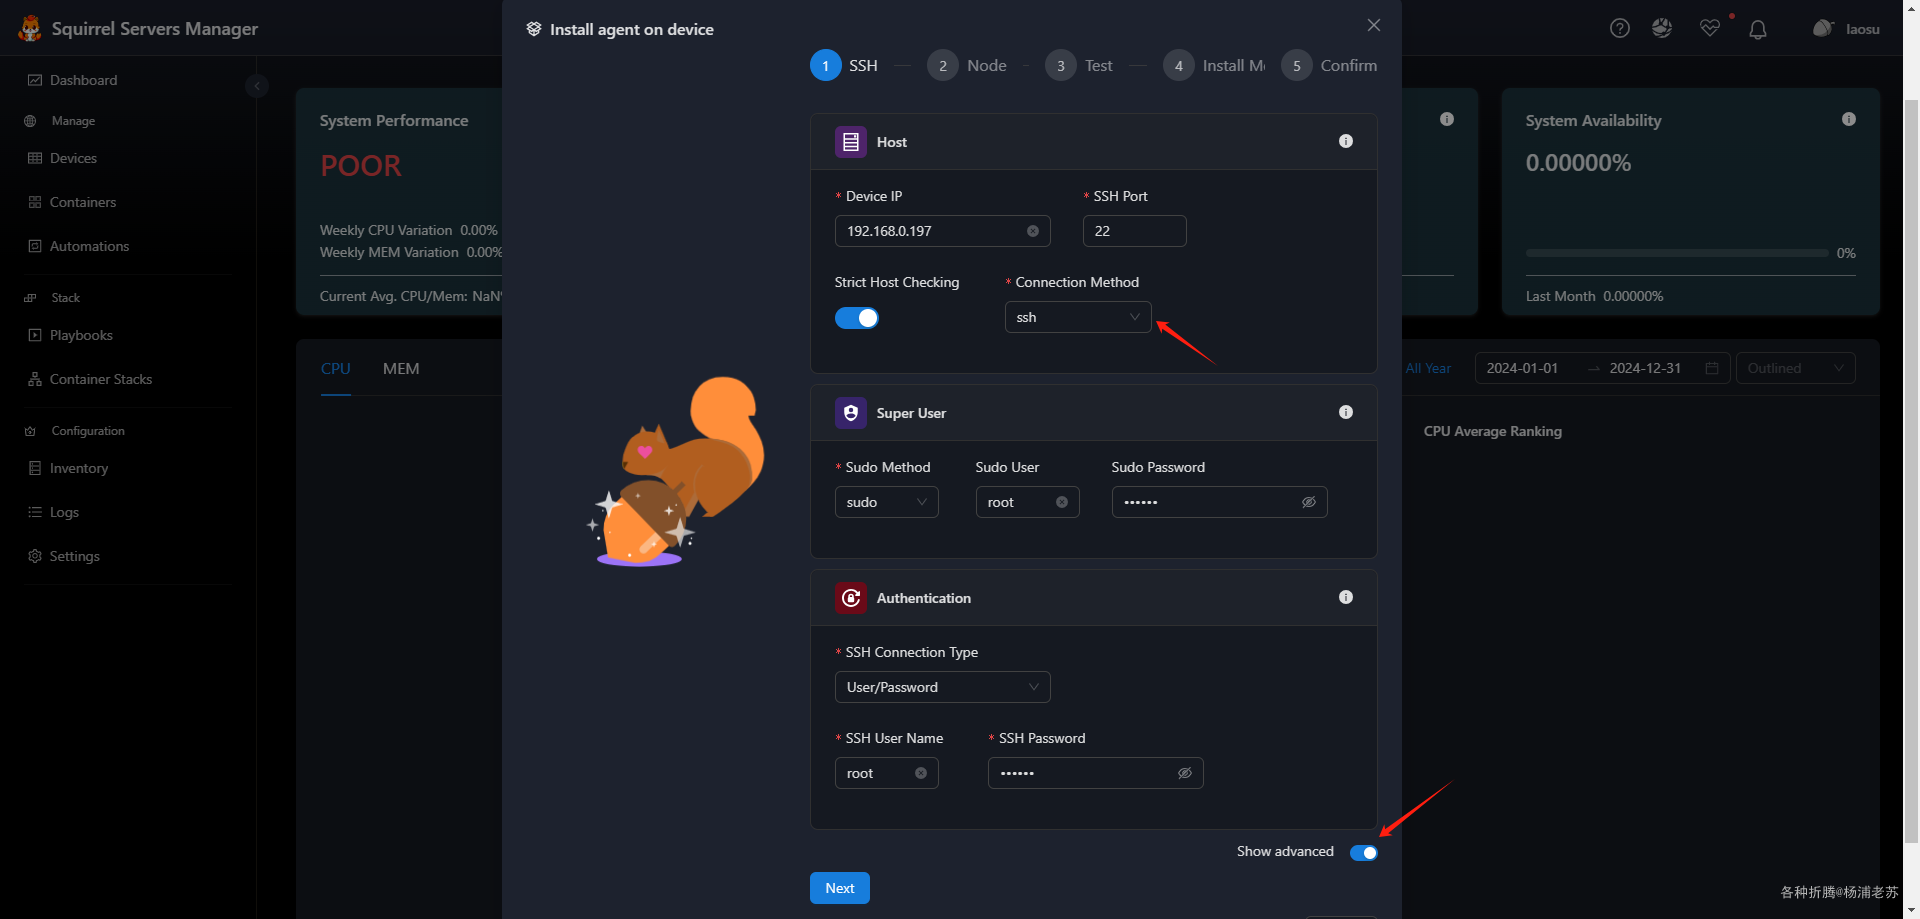 Squirrel Servers Manager
laosu
Dashboard
Manage
Devices
Containers
Automations
Stack
Playbooks
Container Stacks
Configuration
Inventory
Logs
Settings
System Performance
POOR
Weekly CPU Variation 0.00%
Weekly MEM Variation 0.00%
Current Avg. CPU/Mem: NaN
CPU
MEM
Install agent on device
1 SSH
2 Node
3 Test
4 Install
5 Confirm
Host
* Device IP
* SSH Port
192.168.0.197
22
Strict Host Checking
* Connection Method
ssh
Super User
* Sudo Method
Sudo User
Sudo Password
sudo
root
••••••
Authentication
* SSH Connection Type
User/Password
* SSH User Name
* SSH Password
root
••••••
Show advanced
Next
System Availability
0.00000%
0%
Last Month 0.00000%
All Year
2024-01-01
2024-12-31
Outlined
CPU Average Ranking
各种折腾@杨浦老苏